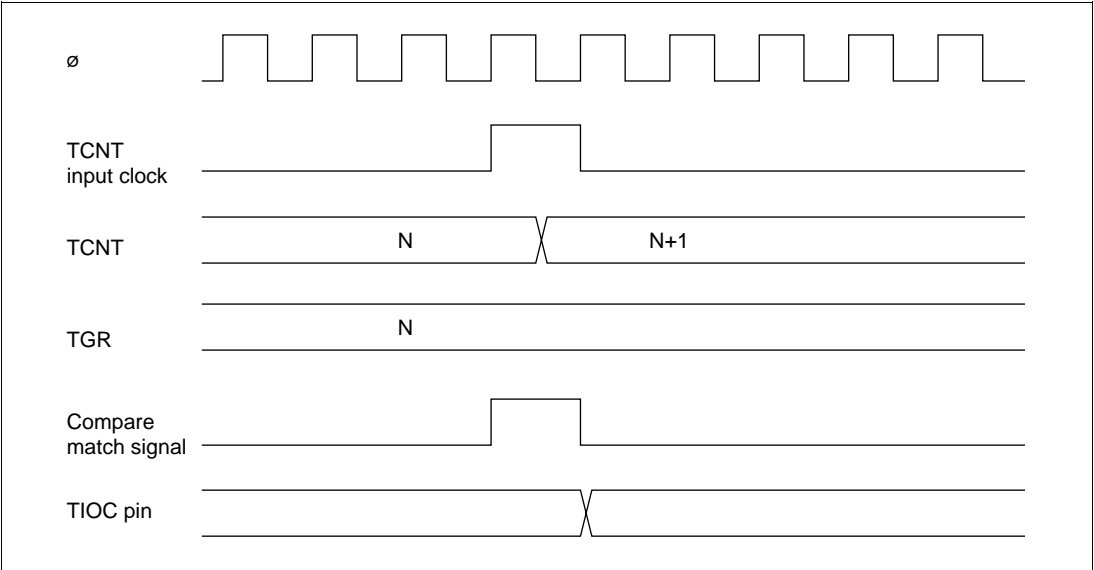 ø
TCNT
input clock
TCNT
N
N+1
TGR
N
Compare
match signal
TIOC pin